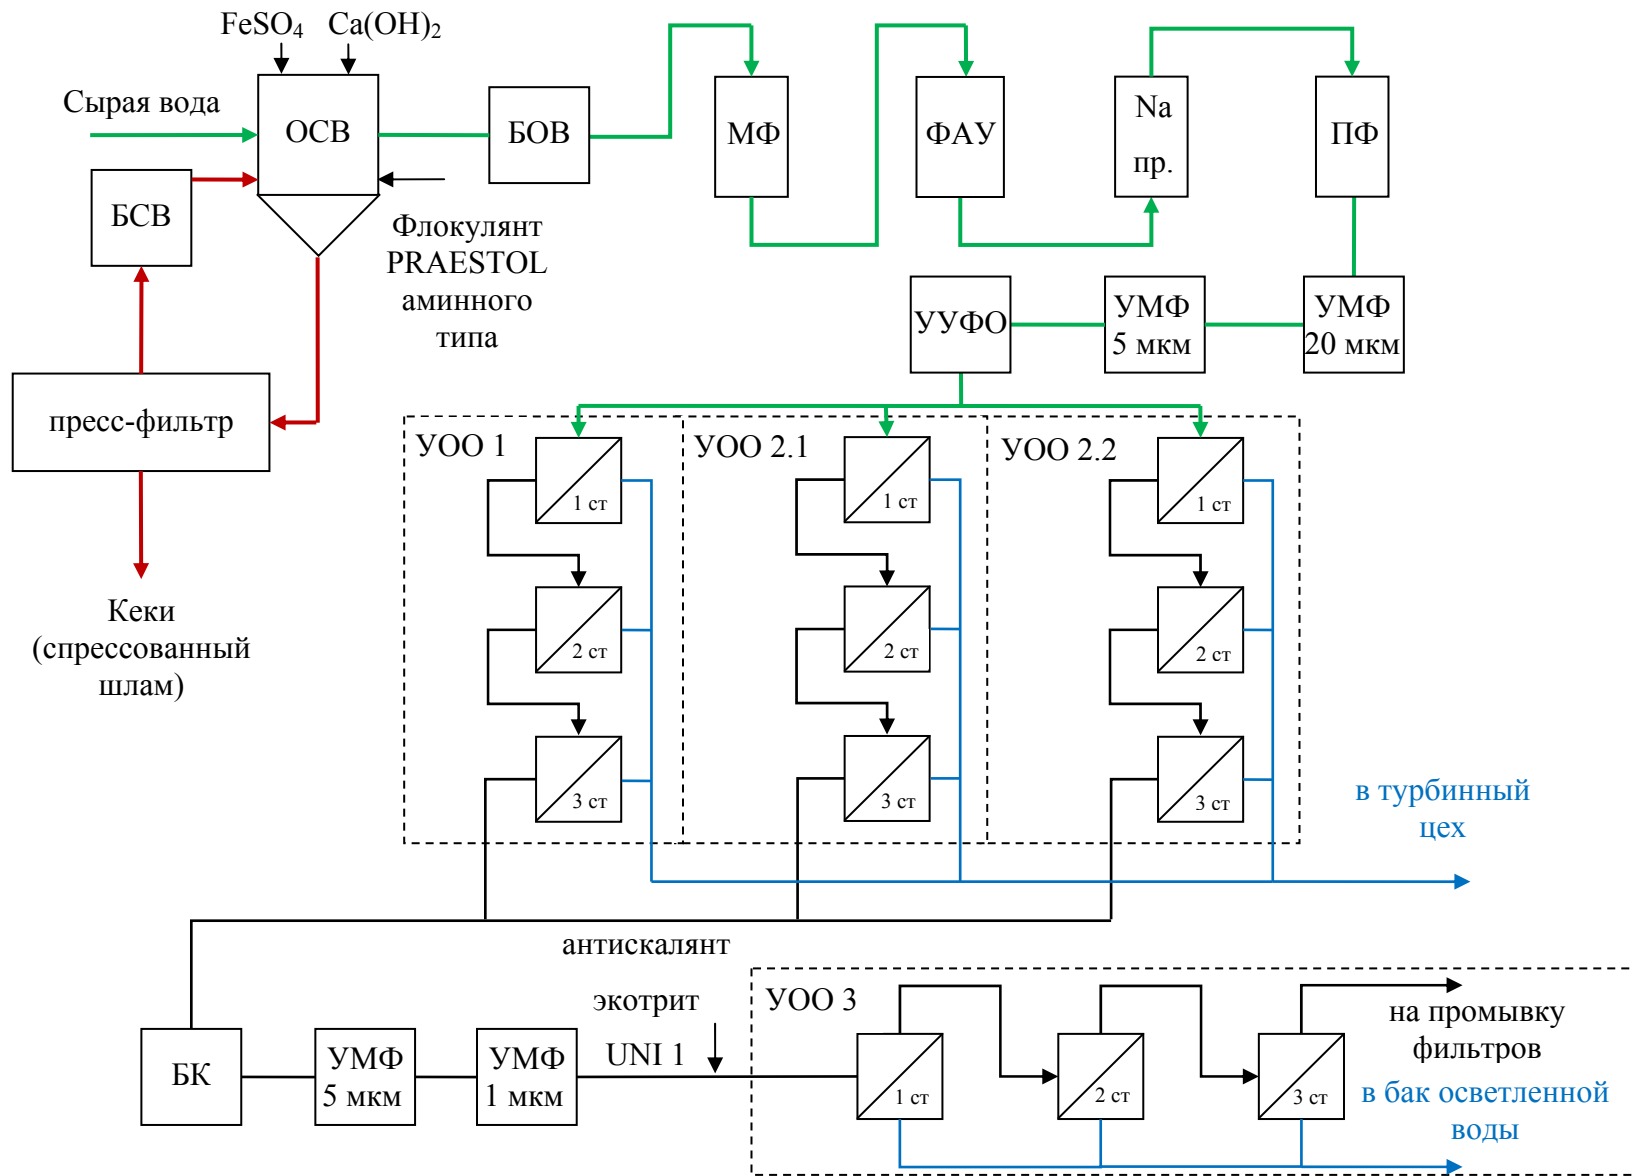 FeSO4 Ca(OH)2
Сырая вода
ОСВ
БОВ
МФ
ФАУ
Na
пр.
ПФ
БСВ
Флокулянт
PRAESTOL
аминного
типа
УУФО
УМФ
5 мкм
УМФ
20 мкм
пресс-фильтр
Кеки
(спрессованный
шлам)
УОО 1
1 ст
2 ст
3 ст
УОО 2.1
1 ст
2 ст
3 ст
УОО 2.2
1 ст
2 ст
3 ст
в турбинный
цех
антискалянт
экотрит
UNI 1
БК
УМФ
5 мкм
УМФ
1 мкм
УОО 3
1 ст
2 ст
3 ст
на промывку
фильтров
в бак осветленной
воды